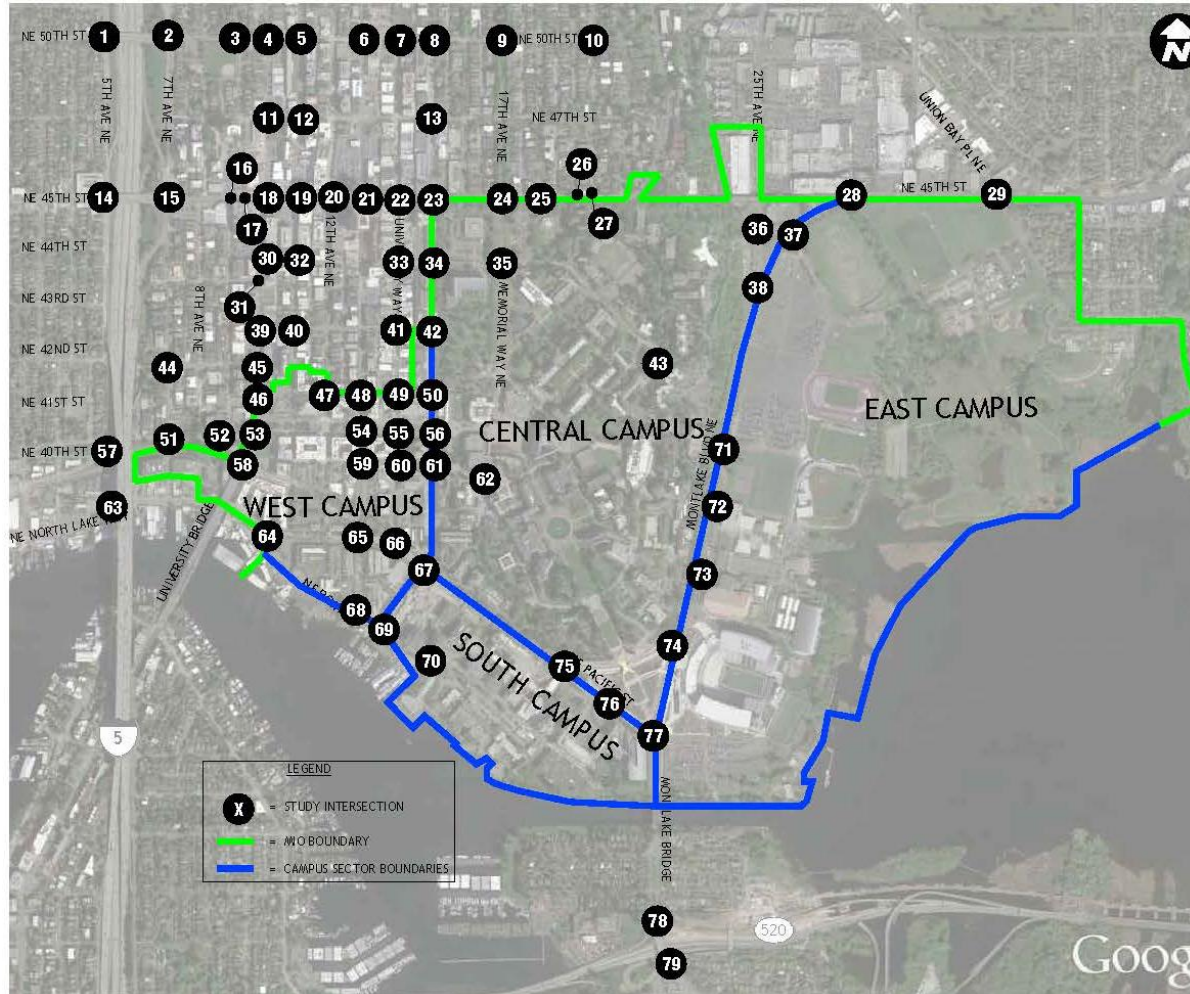 NE 50TH ST
1
2
3
4
5
6
7
8
9
NE 50TH ST
10
N
5TH AVE NE
7TH AVE NE
17TH AVE NE
25TH AVE NE
UNION BAY PL NE
11
12
13
NE 47TH ST
16
26
NE 45TH ST
14
15
18
19
20
21
22
23
24
25
28
NE 45TH ST
29
17
27
12TH AVE NE
36
37
NE 44TH ST
30
32
33
34
35
38
NE 43RD ST
8TH AVE NE
MEMORIAL WAY NE
31
39
40
41
42
NE 42ND ST
44
45
43
NE 41ST ST
46
47
48
49
50
EAST CAMPUS
51
52
53
54
55
56
CENTRAL CAMPUS
MONTLAKE BLVD NE
NE 40TH ST
57
58
59
60
61
62
71
63
WEST CAMPUS
72
NE NORTH LAKE
UNIVERSITY BRIDGE
64
65
66
67
73
68
69
74
70
SOUTH CAMPUS
75
PACIFIC ST
76
77
5
LEGEND
X = STUDY INTERSECTION
= MIO BOUNDARY
= CAMPUS SECTOR BOUNDARIES
MONTLAKE BRIDGE
78
520
79
Goog